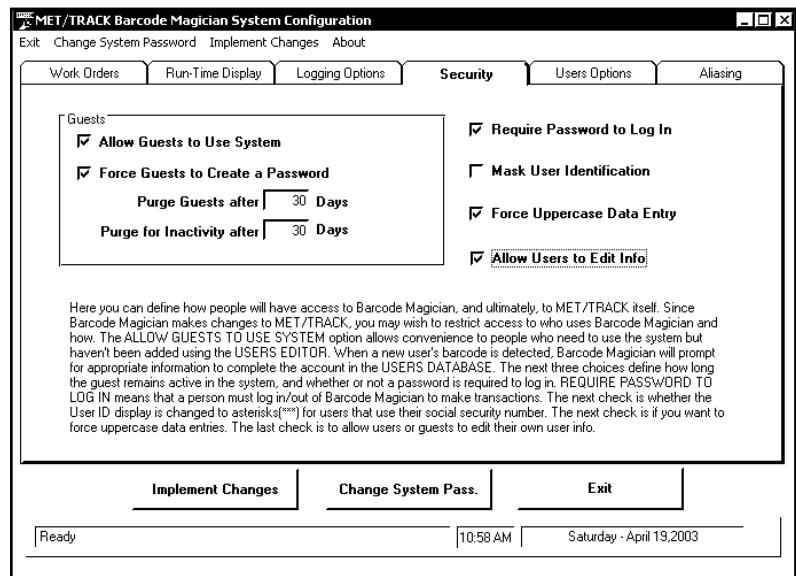 MET/TRACK Barcode Magician System Configuration
Exit Change System Password Implement Changes About
Work Orders Run-Time Display Logging Options Security Users Options Aliasing
Guests
Allow Guests to Use System
Force Guests to Create a Password
Purge Guests after 30 Days
Purge for Inactivity after 30 Days
Require Password to Log In
Mask User Identification
Force Uppercase Data Entry
Allow Users to Edit Info
Here you can define how people will have access to Barcode Magician, and ultimately, to MET/TRACK itself. Since
Barcode Magician makes changes to MET/TRACK, you may wish to restrict access to who uses Barcode Magician and
how. The ALLOW GUESTS TO USE SYSTEM option allows convenience to people who need to use the system but
haven't been added using the USERS EDITOR. When a new user's barcode is detected, Barcode Magician will prompt
for appropriate information to complete the account in the USERS DATABASE. The next three choices define how long
the guest remains active in the system, and whether or not a password is required to log in. REQUIRE PASSWORD TO
LOG IN means that a person must log in/out of Barcode Magician to make transactions. The next check is whether the
User ID display is changed to asterisks(***) for users that use their social security number. The next check is if you want to
force uppercase data entries. The last check is to allow users or guests to edit their own user info.
Implement Changes Change System Pass. Exit
Ready 10:58 AM Saturday - April 19,2003